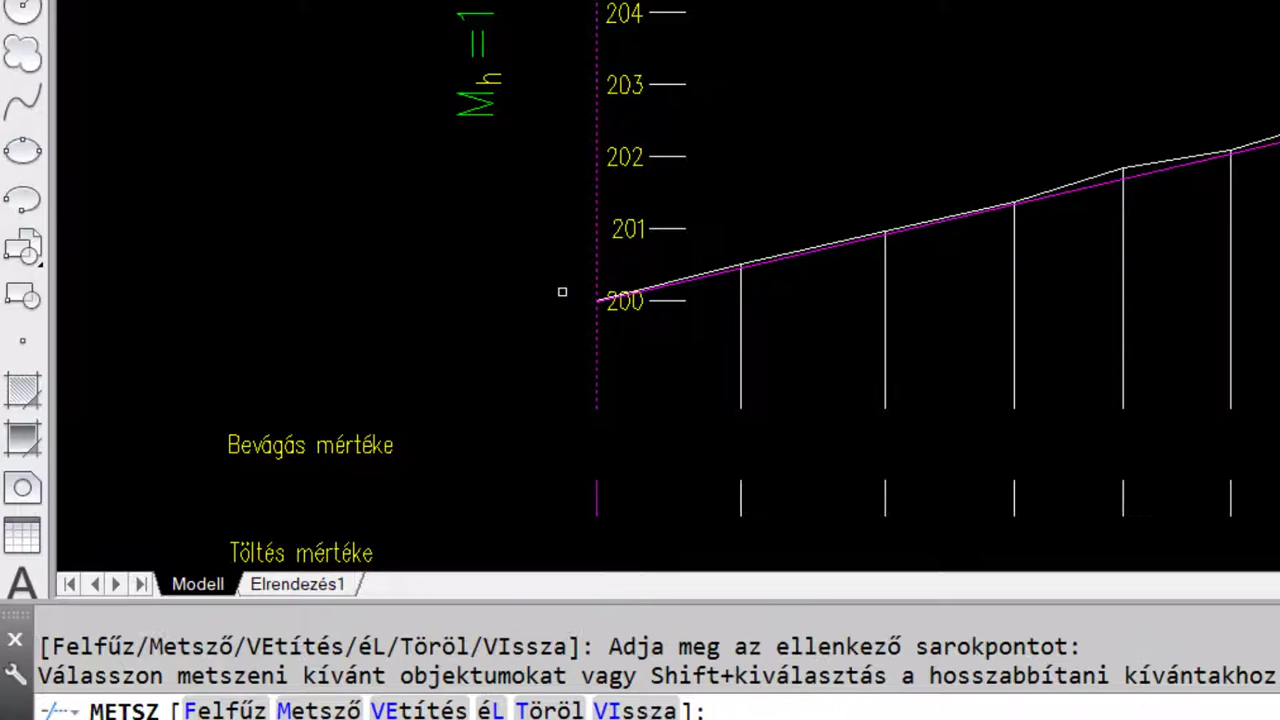 204
Mh =1
203
202
201
200
Bevágás mértéke
Töltés mértéke
Modell Elrendezés1
[Felfűz/Metsző/VEtítés/éL/Töröl/VIssza]: Adja meg az ellenkező sarokpontot:
Válasszon metszeni kívánt objektumokat vagy Shift+kiválasztás a hosszabbítani kívántakhoz
METSZ [Felfűz Metsző VEtítés éL Töröl VIssza]: